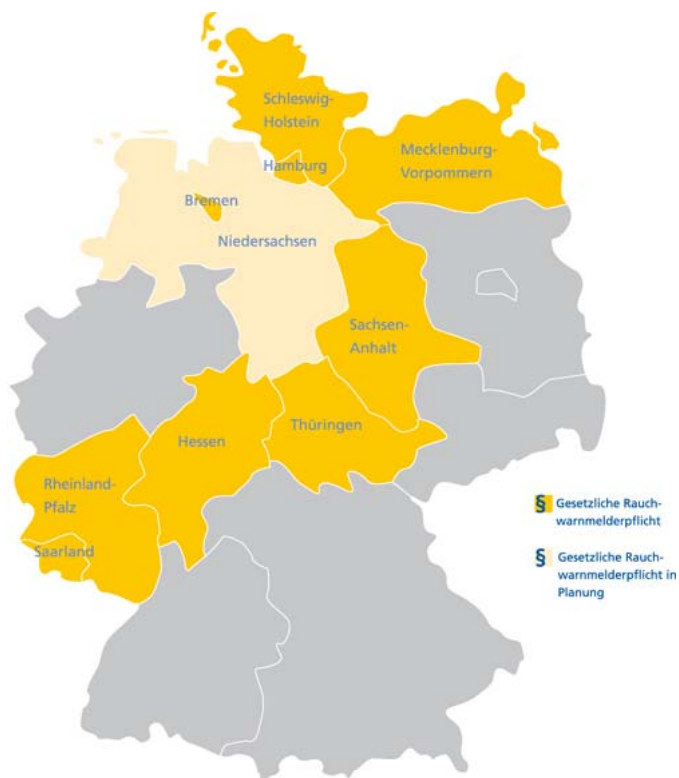 Schleswig-
Holstein
Hamburg
Mecklenburg-
Vorpommern
Bremen
Niedersachsen
Sachsen-
Anhalt
Thüringen
Hessen
Rheinland-
Pfalz
Saarland
§ Gesetzliche Rauch-
warnmelderpflicht
§ Gesetzliche Rauch-
warnmelderpflicht in
Planung